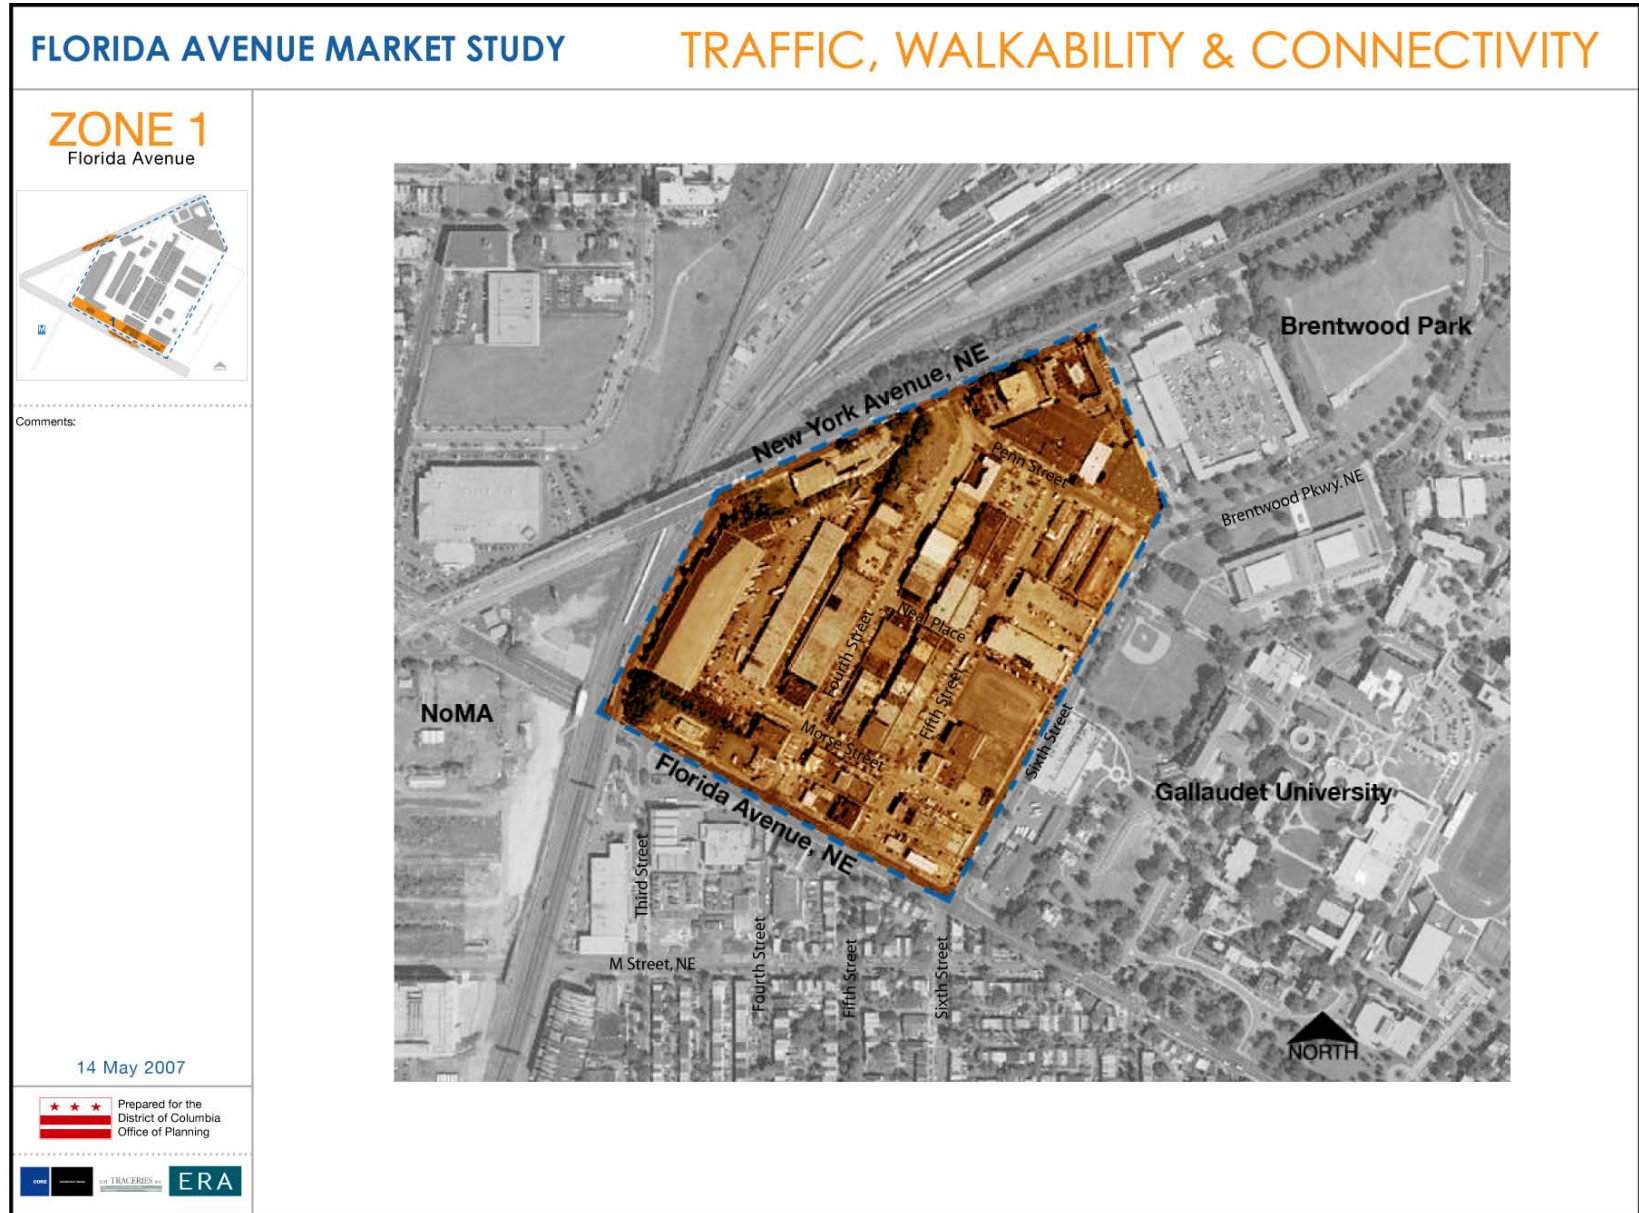 FLORIDA AVENUE MARKET STUDY
TRAFFIC, WALKABILITY & CONNECTIVITY
ZONE 1
Florida Avenue
M
Comments:
14 May 2007
Prepared for the
District of Columbia
Office of Planning
CORE
TRACERIES
ERA
New York Avenue, NE
Brentwood Park
Penn Street
Brentwood Pkwy. NE
Neal Place
Fourth Street
Fifth Street
NoMA
Morse Street
Sixth Street
Florida Avenue, NE
Gallaudet University
Third Street
M Street, NE
Fourth Street
Fifth Street
Sixth Street
NORTH